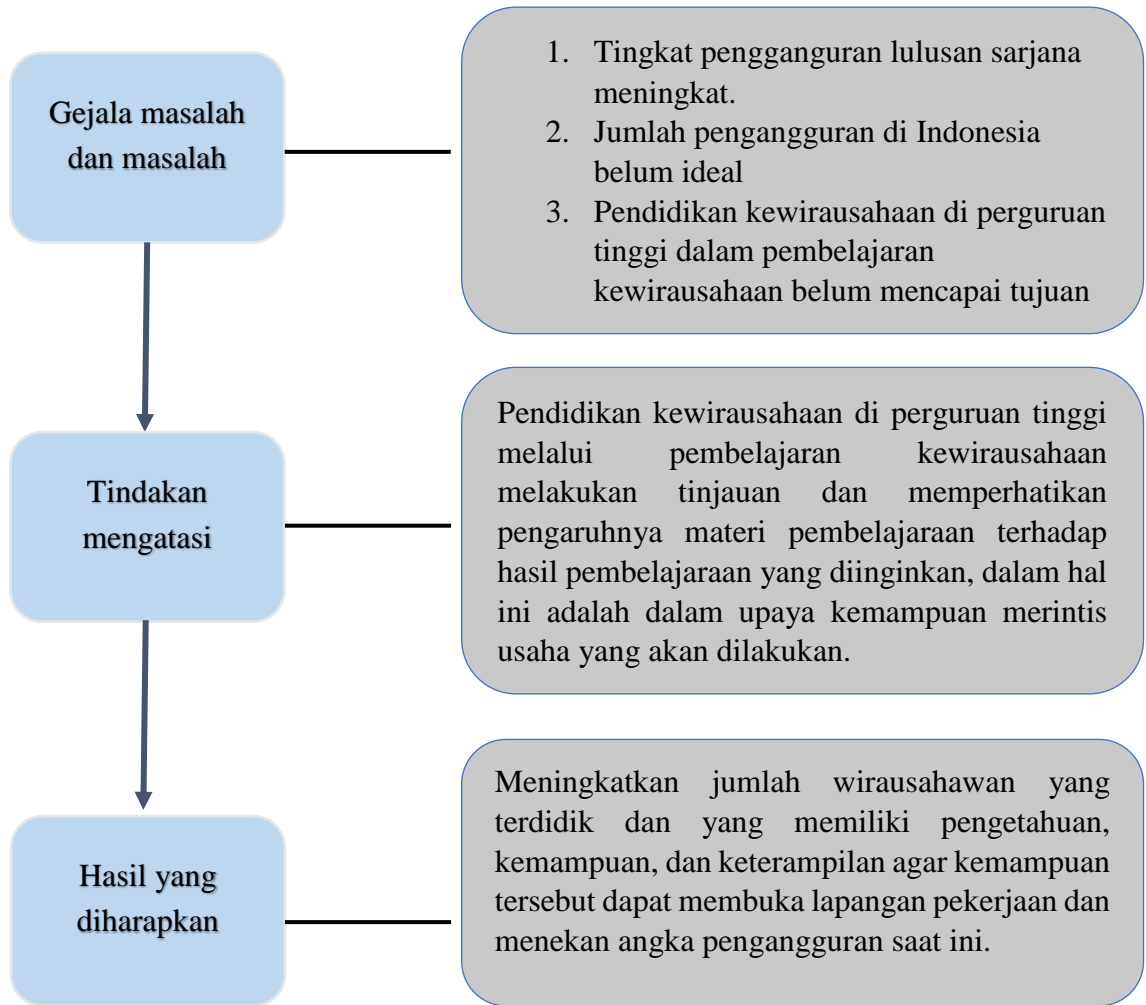 Gejala masalah
dan masalah
1. Tingkat pengganguran lulusan sarjana
meningkat.
2. Jumlah pengangguran di Indonesia
belum ideal
3. Pendidikan kewirausahaan di perguruan
tinggi dalam pembelajaran
kewirausahaan belum mencapai tujuan
Tindakan
mengatasi
Pendidikan kewirausahaan di perguruan tinggi
melalui pembelajaran kewirausahaan
melakukan tinjauan dan memperhatikan
pengaruhnya materi pembelajaraan terhadap
hasil pembelajaraan yang diinginkan, dalam hal
ini adalah dalam upaya kemampuan merintis
usaha yang akan dilakukan.
Hasil yang
diharapkan
Meningkatkan jumlah wirausahawan yang
terdidik dan yang memiliki pengetahuan,
kemampuan, dan keterampilan agar kemampuan
tersebut dapat membuka lapangan pekerjaan dan
menekan angka pengangguran saat ini.